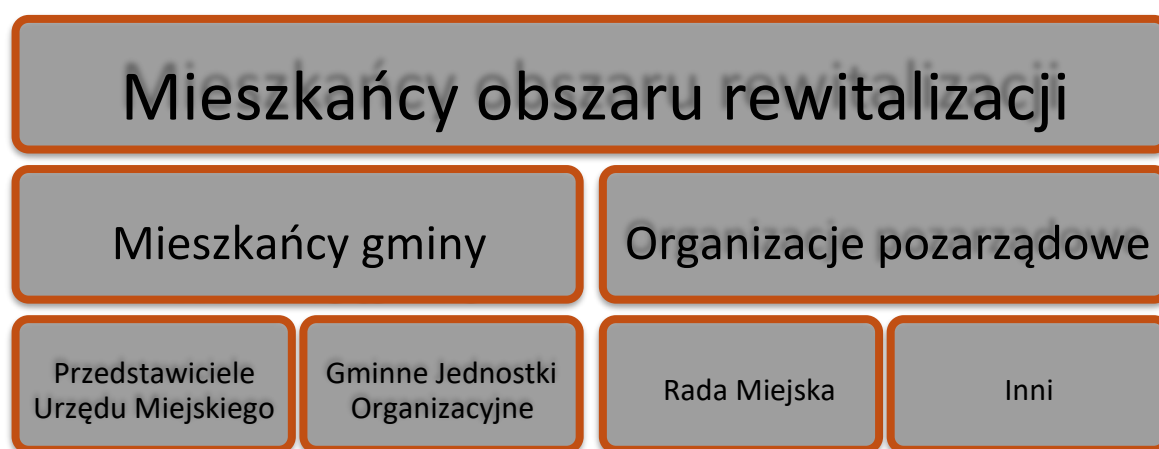 Mieszkańcy obszaru rewitalizacji
Mieszkańcy gminy
Organizacje pozarządowe
Przedstawiciele
Urzędu Miejskiego
Gminne Jednostki
Organizacyjne
Rada Miejska
Inni